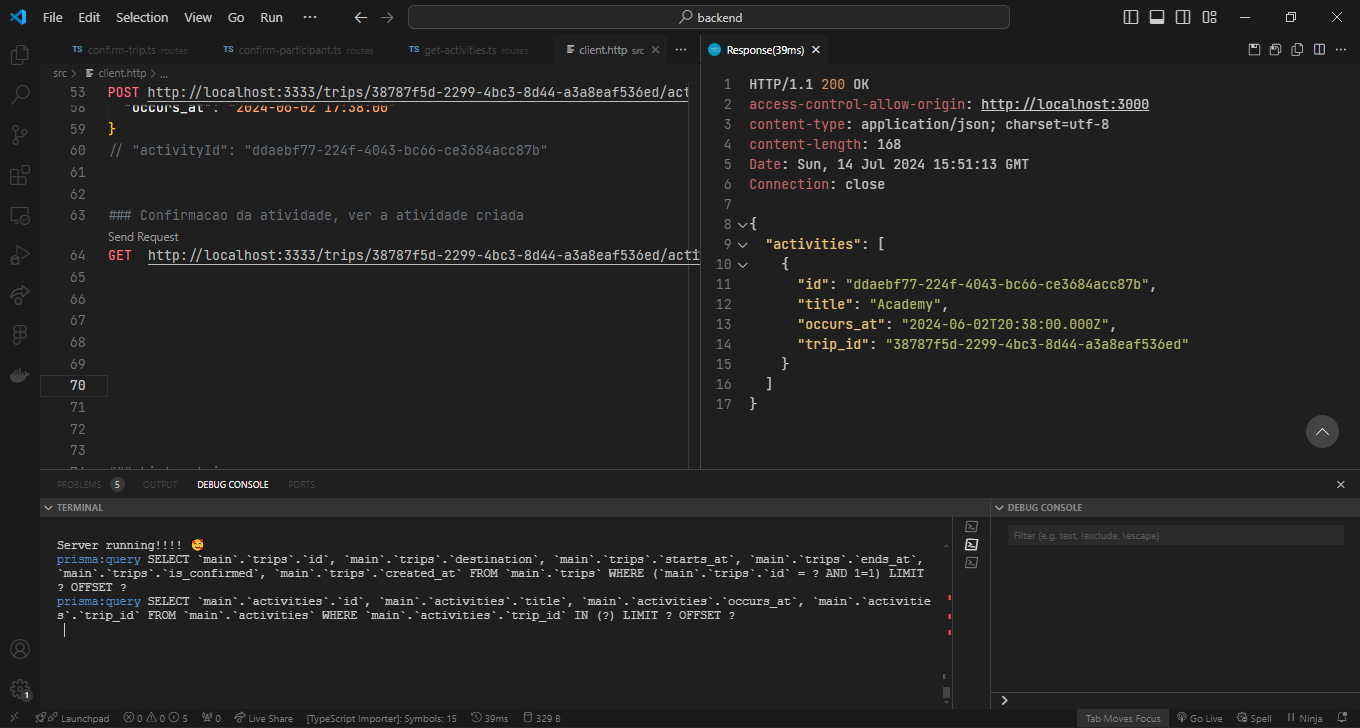 File Edit Selection View Go Run ··· backend
TS confirm-trip.ts routes TS confirm-participant.ts routes TS get-activities.ts routes client.http src
src > client.http > ...
53 POST http://localhost:3333/trips/38787f5d-2299-4bc3-8d44-a3a8eaf536ed/act
58 "occurs_at": "2024-06-02 17:38:00"
59 }
60 // "activityId": "ddaebf77-224f-4043-bc66-ce3684acc87b"
61
62
63 ### Confirmacao da atividade, ver a atividade criada
Send Request
64 GET http://localhost:3333/trips/38787f5d-2299-4bc3-8d44-a3a8eaf536ed/acti
65
66
67
68
69
70
71
72
73
Response(39ms)
1 HTTP/1.1 200 OK
2 access-control-allow-origin: http://localhost:3000
3 content-type: application/json; charset=utf-8
4 content-length: 168
5 Date: Sun, 14 Jul 2024 15:51:13 GMT
6 Connection: close
7
8 {
9 "activities": [
10 {
11 "id": "ddaebf77-224f-4043-bc66-ce3684acc87b",
12 "title": "Academy",
13 "occurs_at": "2024-06-02T20:38:00.000Z",
14 "trip_id": "38787f5d-2299-4bc3-8d44-a3a8eaf536ed"
15 }
16 ]
17 }
PROBLEMS 5 OUTPUT DEBUG CONSOLE PORTS
TERMINAL
Server running!!!! 🥰
prisma:query SELECT `main`.`trips`.`id`, `main`.`trips`.`destination`, `main`.`trips`.`starts_at`, `main`.`trips`.`ends_at`,
`main`.`trips`.`is_confirmed`, `main`.`trips`.`created_at` FROM `main`.`trips` WHERE (`main`.`trips`.`id` = ? AND 1=1) LIMIT
? OFFSET ?
prisma:query SELECT `main`.`activities`.`id`, `main`.`activities`.`title`, `main`.`activities`.`occurs_at`, `main`.`activitie
s`.`trip_id` FROM `main`.`activities` WHERE `main`.`activities`.`trip_id` IN (?) LIMIT ? OFFSET ?
DEBUG CONSOLE
Filter (e.g. text, !exclude, \escape)
1
Launchpad 0 0 5 0 Live Share [TypeScript Importer]: Symbols: 15 39ms 329 B Tab Moves Focus Go Live Spell Ninja